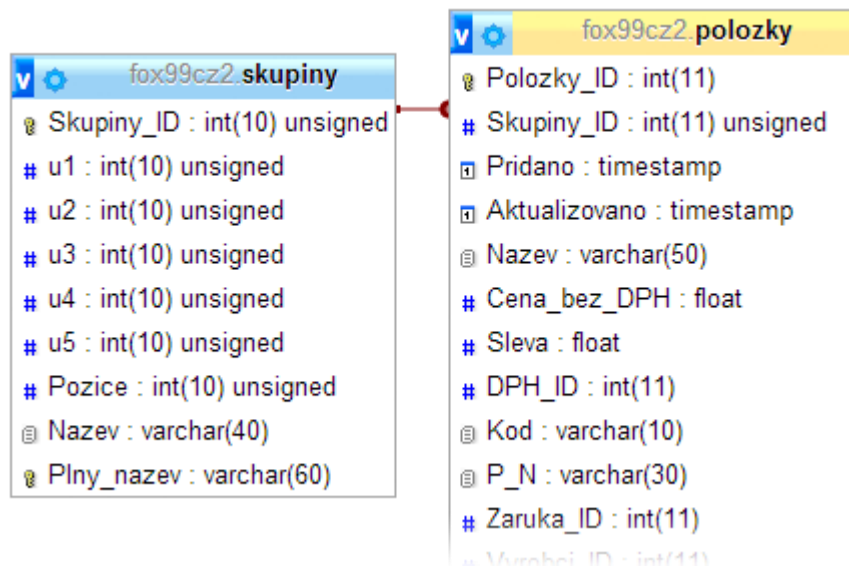 fox99cz2.skupiny
Skupiny_ID : int(10) unsigned
u1 : int(10) unsigned
u2 : int(10) unsigned
u3 : int(10) unsigned
u4 : int(10) unsigned
u5 : int(10) unsigned
Pozice : int(10) unsigned
Nazev : varchar(40)
Plny_nazev : varchar(60)
fox99cz2.polozky
Polozky_ID : int(11)
Skupiny_ID : int(11) unsigned
Pridano : timestamp
Aktualizovano : timestamp
Nazev : varchar(50)
Cena_bez_DPH : float
Sleva : float
DPH_ID : int(11)
Kod : varchar(10)
P_N : varchar(30)
Zaruka_ID : int(11)
Vyrobci_ID : int(11)